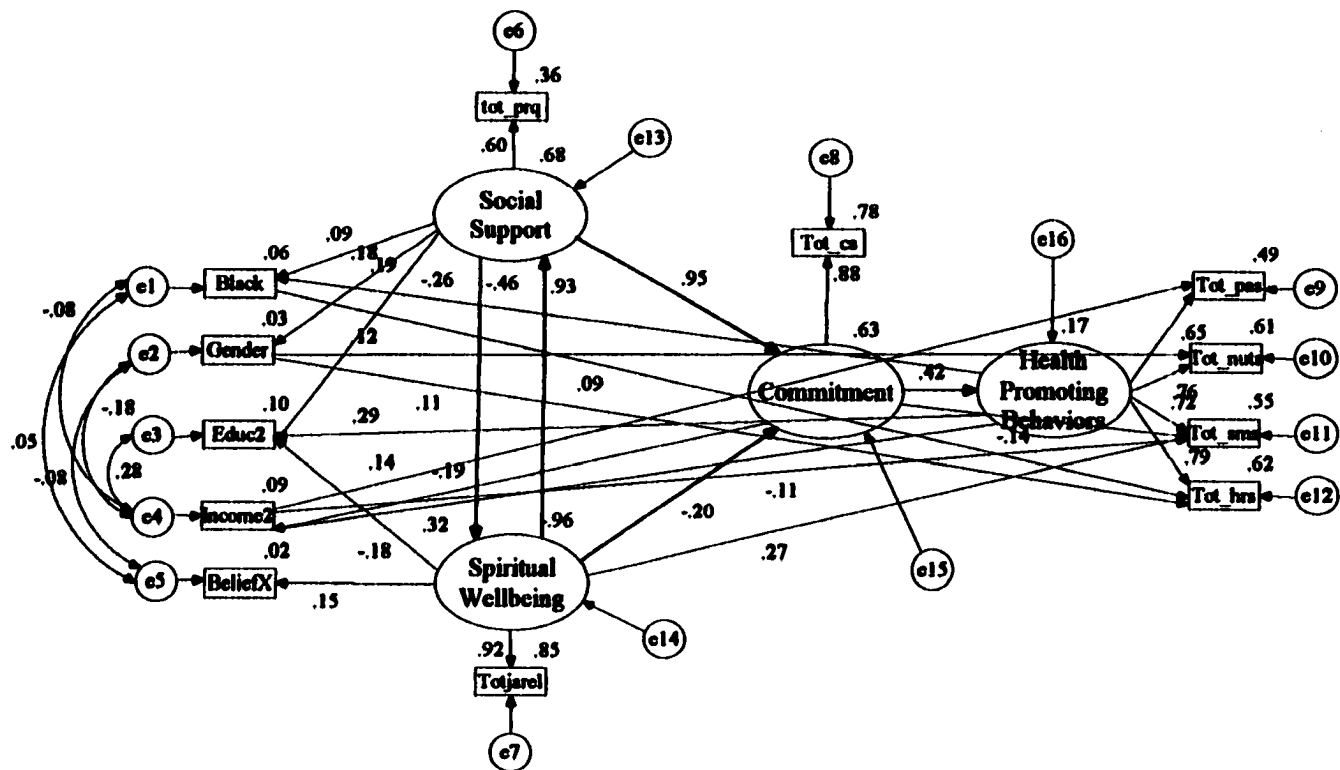 e6
.36
tot_prq
.60
.68
e13
Social
Support
e8
.78
Tot_cs
.88
e16
.49
Tot_pas
e9
.06
.09
.18
.19
e1
Black
-.26
-.46
.93
.95
-.08
.03
e2
Gender
.12
.63
.17
.65
.61
Tot_nuts
e10
Commitment
.42
Health
Promoting
Behaviors
.09
.11
-.18
.10
e3
Educ2
.29
.76
.72
.55
Tot_sms
e11
-.14
.05
.28
-.08
.14
-.19
.09
e4
Income2
-.11
.79
.62
Tot_hrs
e12
.32
-.96
-.20
.02
-.18
.27
e5
BeliefX
.15
Spiritual
Wellbeing
e15
e14
.92
.85
Totjarel
e7